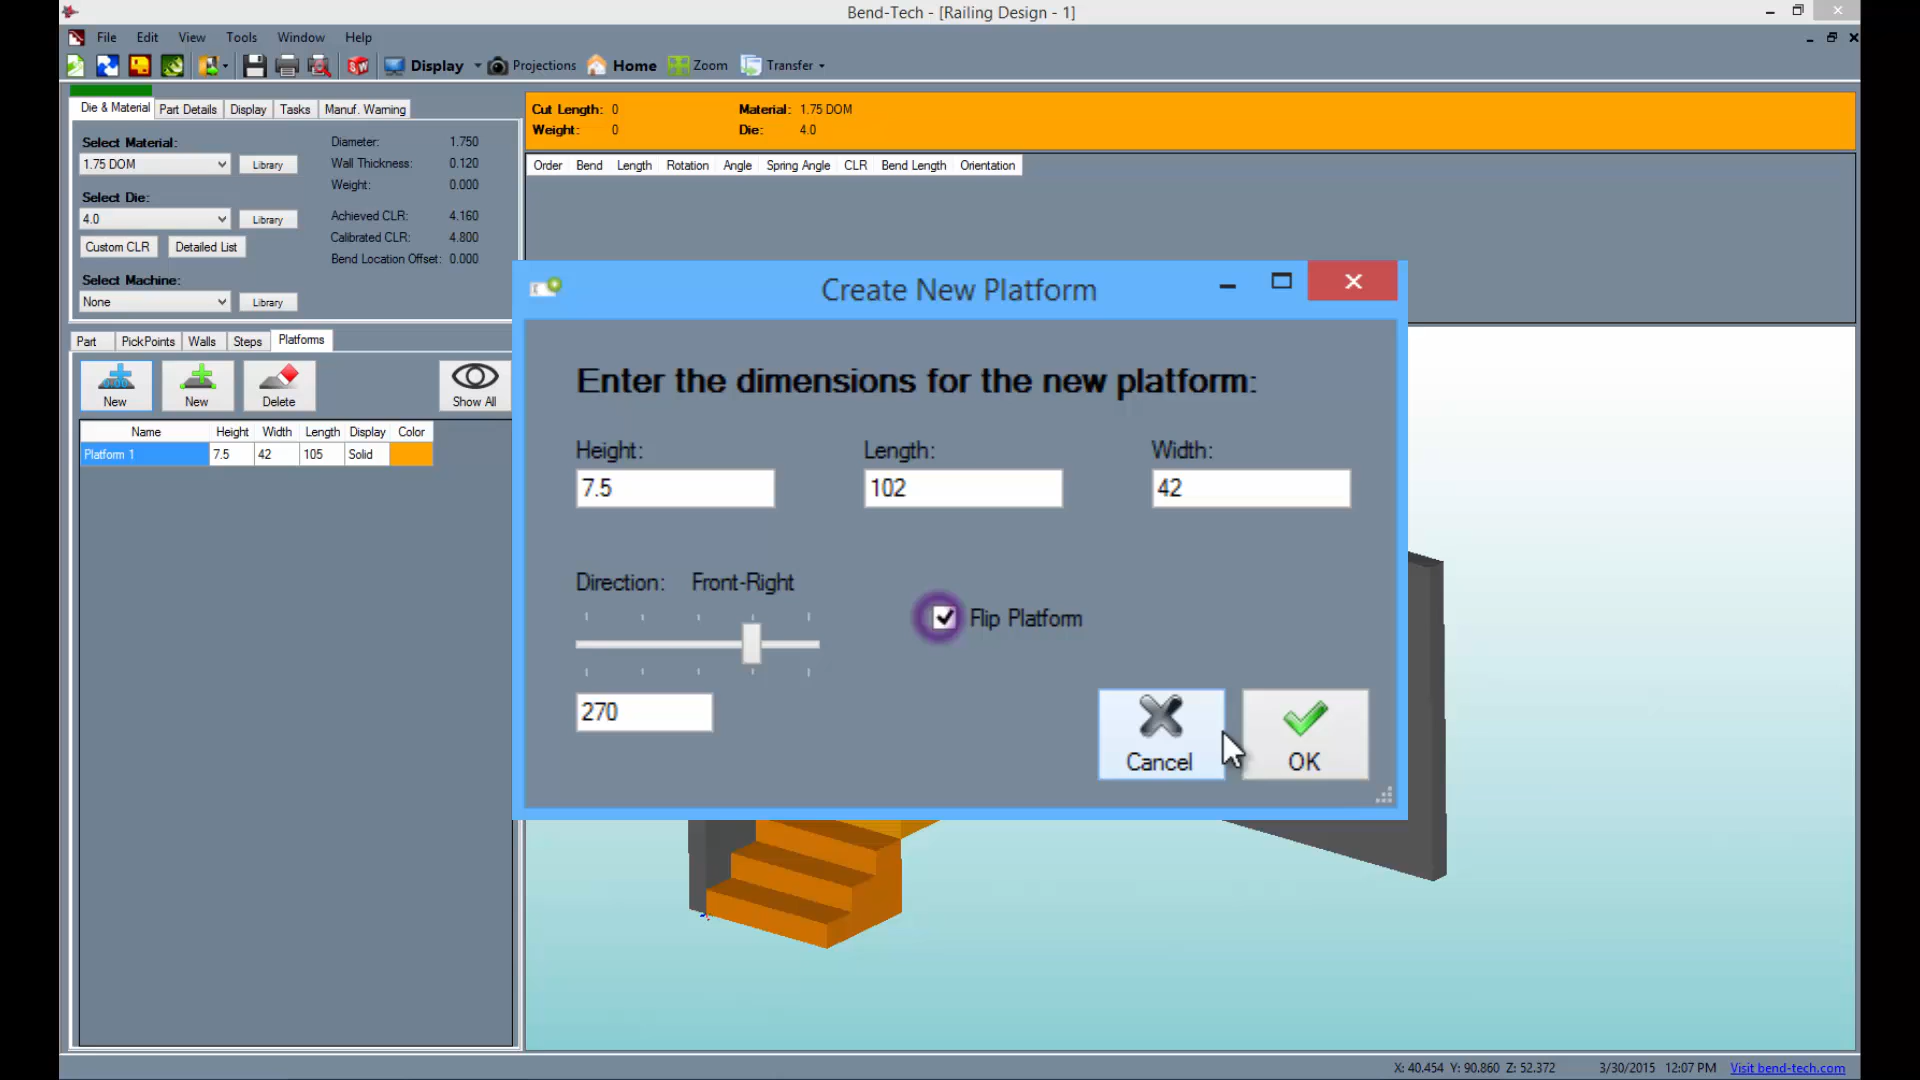 Bend-Tech - [Railing Design - 1]
File Edit View Tools Window Help
Display Projections Home Zoom Transfer
Die & Material Part Details Display Tasks Manuf. Warning
Select Material:
1.75 DOM Library
Select Die:
4.0 Library
Custom CLR Detailed List
Select Machine:
None Library
Diameter: 1.750
Wall Thickness: 0.120
Weight: 0.000
Achieved CLR: 4.160
Calibrated CLR: 4.800
Bend Location Offset: 0.000
Cut Length: 0 Material: 1.75 DOM
Weight: 0 Die: 4.0
Order Bend Length Rotation Angle Spring Angle CLR Bend Length Orientation
Part PickPoints Walls Steps Platforms
New New Delete Show All
Name Height Width Length Display Color
Platform 1 7.5 42 105 Solid
Create New Platform
Enter the dimensions for the new platform:
Height: Length: Width:
7.5 102 42
Direction: Front-Right
Flip Platform
270
Cancel OK
X: 40.454 Y: 90.860 Z: 52.372 3/30/2015 12:07 PM Visit bend-tech.com